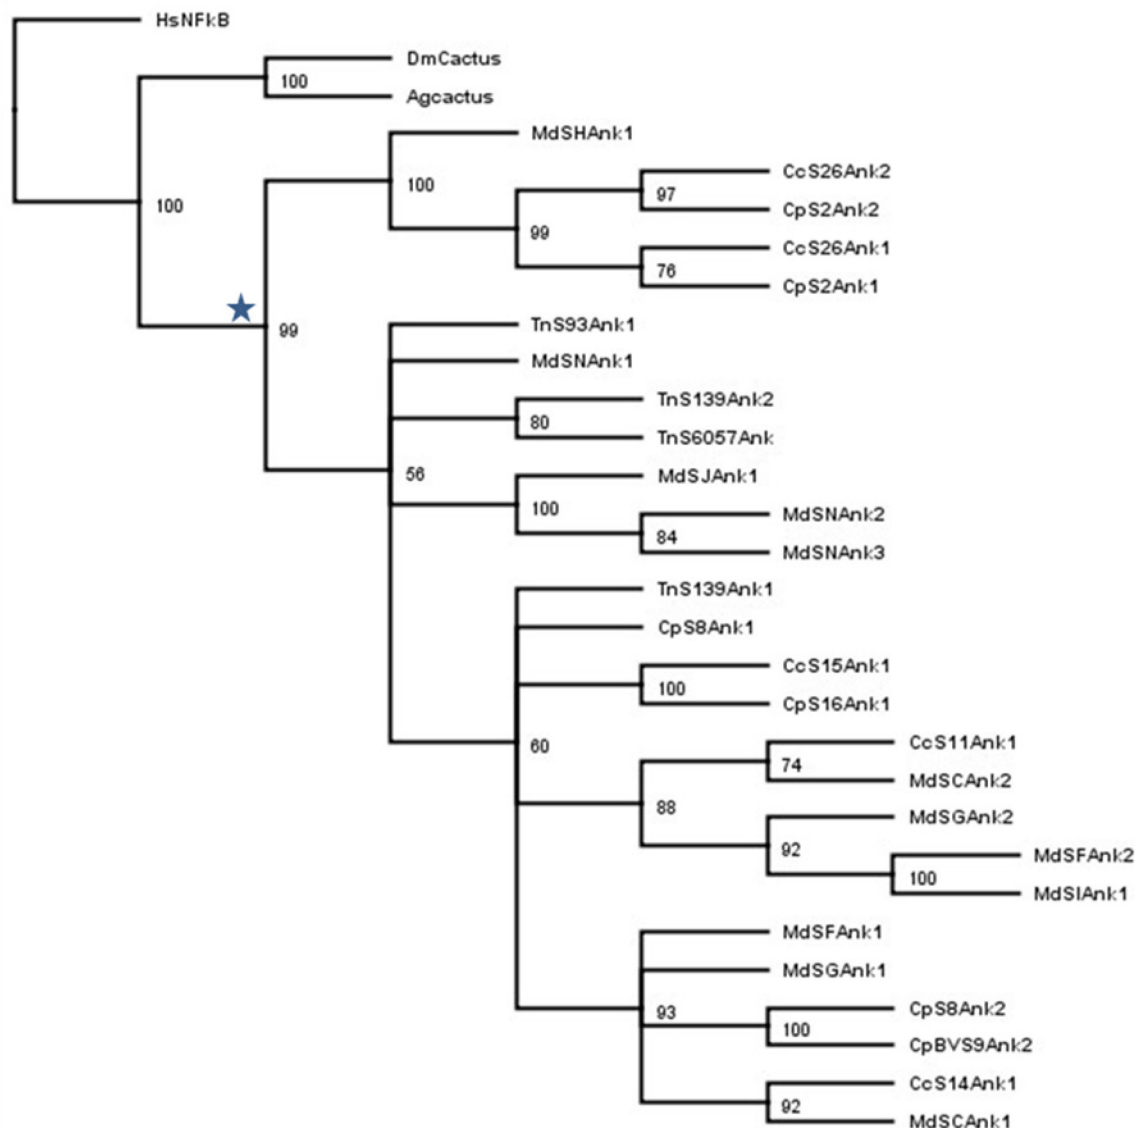 HsNFkB
DmCactus
100
Agcactus
MdSHAnk1
CcS26Ank2
100
97
100
CpS2Ank2
99
CcS26Ank1
76
CpS2Ank1
TnS93Ank1
99
MdSNAnk1
TnS139Ank2
80
TnS6057Ank
56
MdSJAnk1
100
MdSNAnk2
84
MdSNAnk3
TnS139Ank1
CpS8Ank1
CcS15Ank1
100
CpS16Ank1
60
CcS11Ank1
74
MdSCAnk2
88
MdSGAnk2
92
MdSFAnk2
100
MdSIAnk1
MdSFAnk1
MdSGAnk1
93
CpS8Ank2
100
CpBVS9Ank2
CcS14Ank1
92
MdSCAnk1